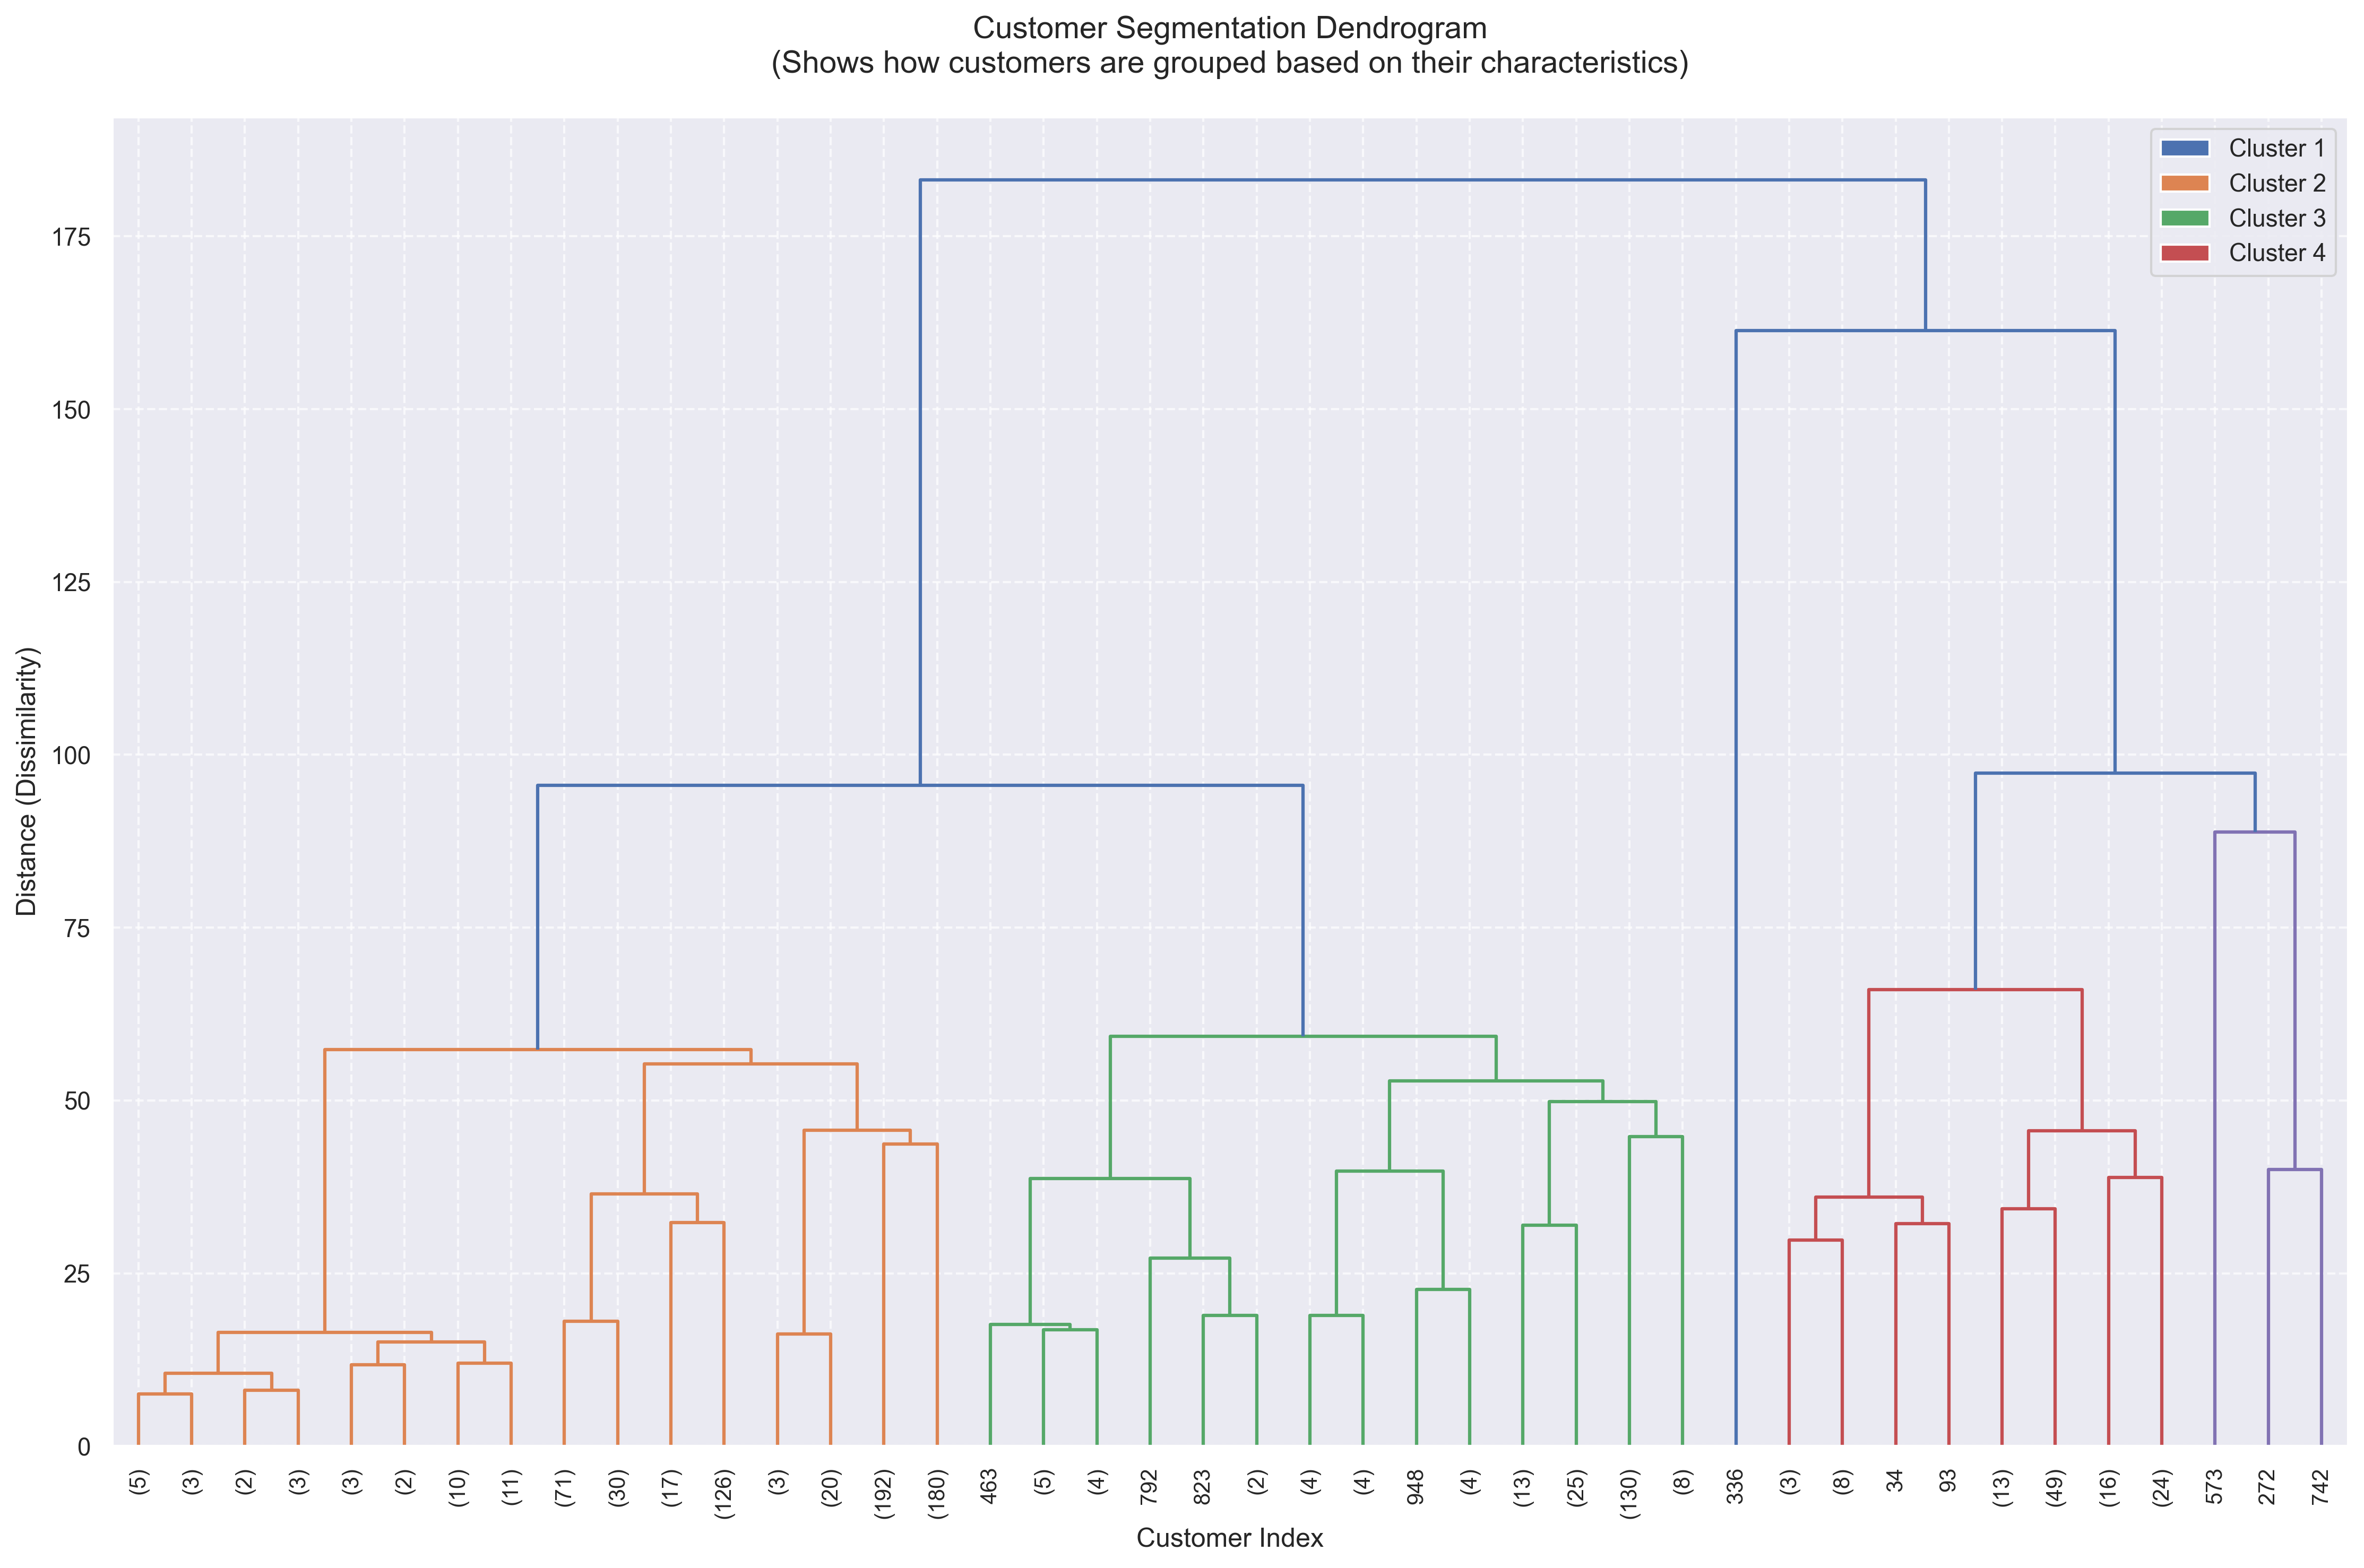 Customer Segmentation Dendrogram
(Shows how customers are grouped based on their characteristics)
Cluster 1
Cluster 2
Cluster 3
Cluster 4
175
150
125
100
75
50
25
0
Distance (Dissimilarity)
(5) (3) (2) (3) (3) (2) (10) (11) (71) (30) (17) (126) (3) (20) (192) (180) 463 (5) (4) 792 823 (2) (4) (4) 948 (4) (13) (25) (130) (8) 336 (3) (8) 34 93 (13) (49) (16) (24) 573 272 742
Customer Index